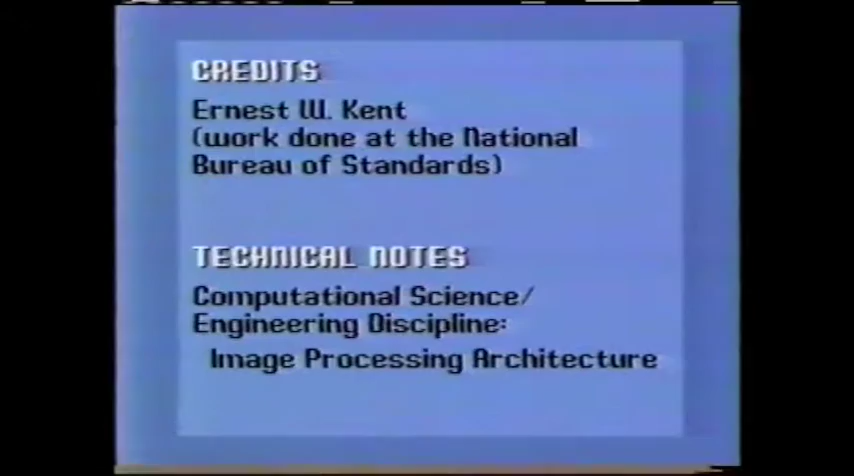 CREDITS
Ernest W. Kent
(work done at the National
Bureau of Standards)
TECHNICAL NOTES
Computational Science/
Engineering Discipline:
Image Processing Architecture